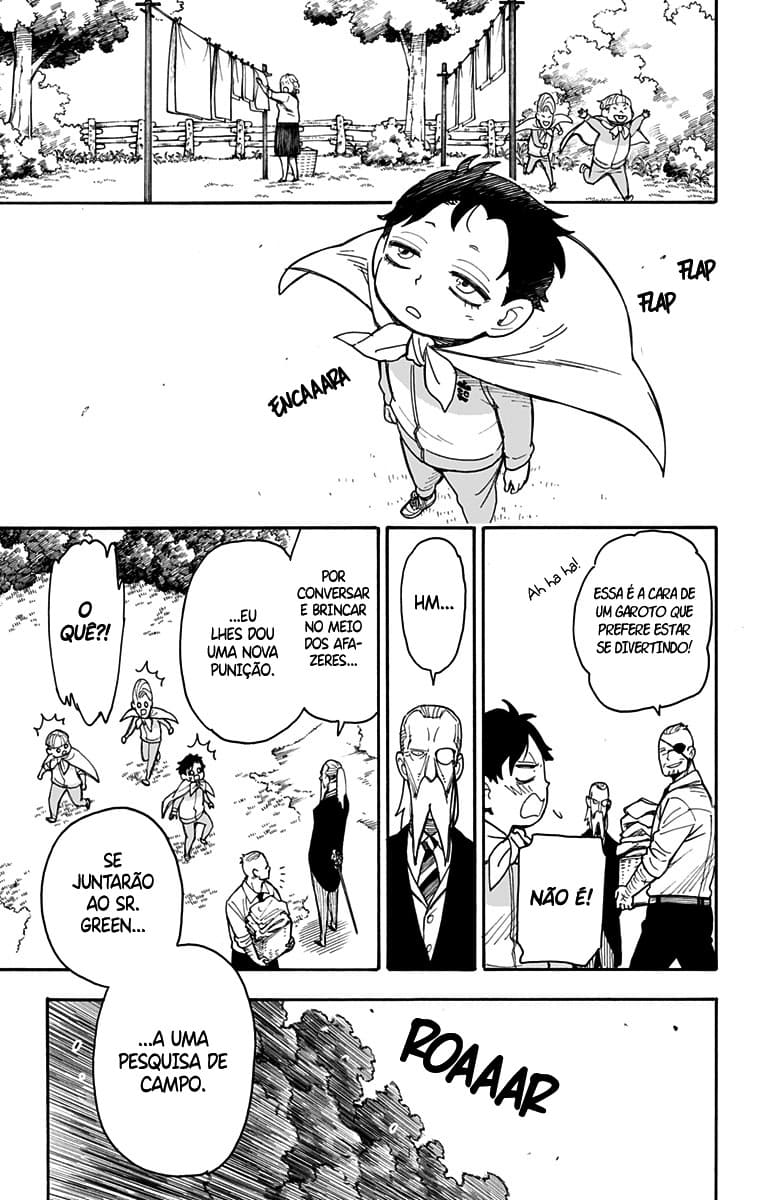 FLAP
FLAP
ENCAAARA
Ah ha ha!
ESSA É A CARA DE
UM GAROTO QUE
PREFERE ESTAR
SE DIVERTINDO!
NÃO É!
HM...
POR
CONVERSAR
E BRINCAR
NO MEIO
DOS AFA-
ZERES...
...EU
LHES DOU
UMA NOVA
PUNIÇÃO.
O
QUÊ?!
SE
JUNTARÃO
AO SR.
GREEN...
...A UMA
PESQUISA DE
CAMPO.
ROAAAR